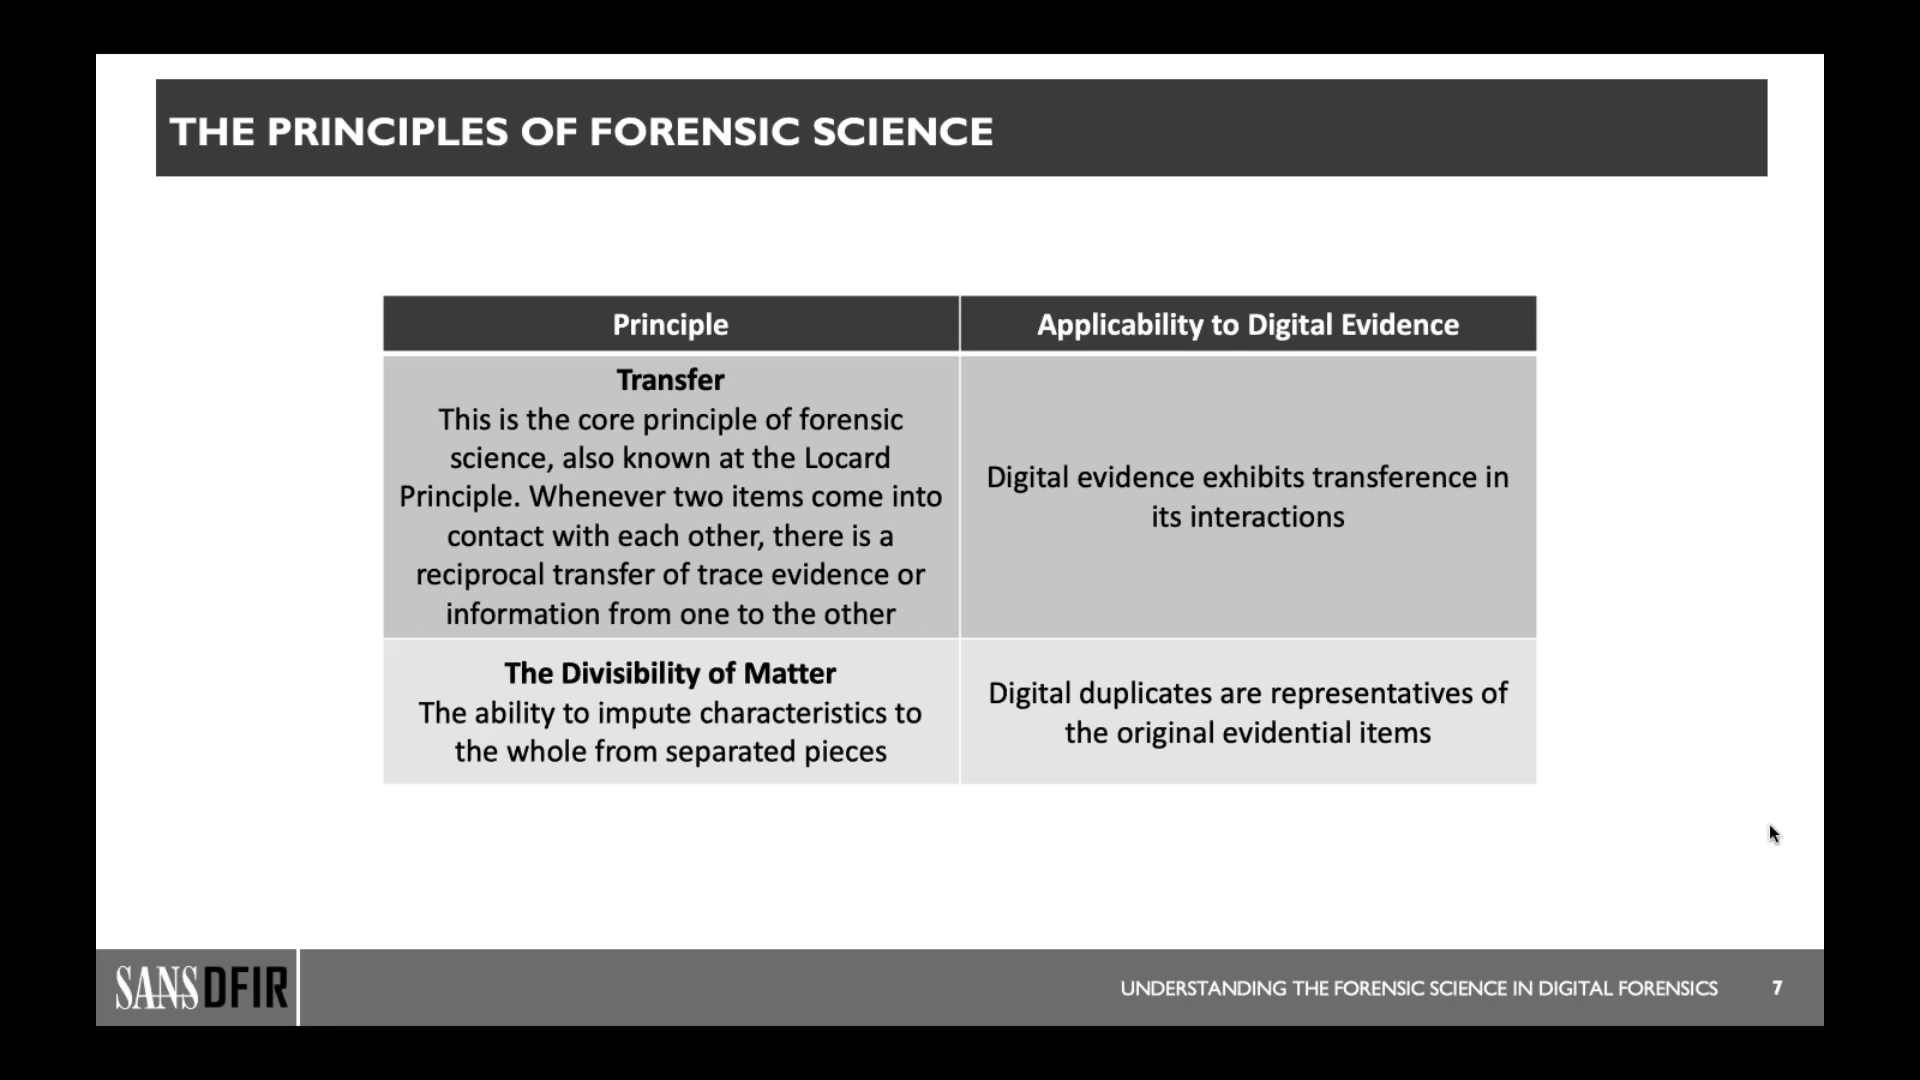 THE PRINCIPLES OF FORENSIC SCIENCE
Principle
Applicability to Digital Evidence
Transfer
This is the core principle of forensic
science, also known at the Locard
Principle. Whenever two items come into
contact with each other, there is a
reciprocal transfer of trace evidence or
information from one to the other
Digital evidence exhibits transference in
its interactions
The Divisibility of Matter
The ability to impute characteristics to
the whole from separated pieces
Digital duplicates are representatives of
the original evidential items
SANS DFIR
UNDERSTANDING THE FORENSIC SCIENCE IN DIGITAL FORENSICS
7